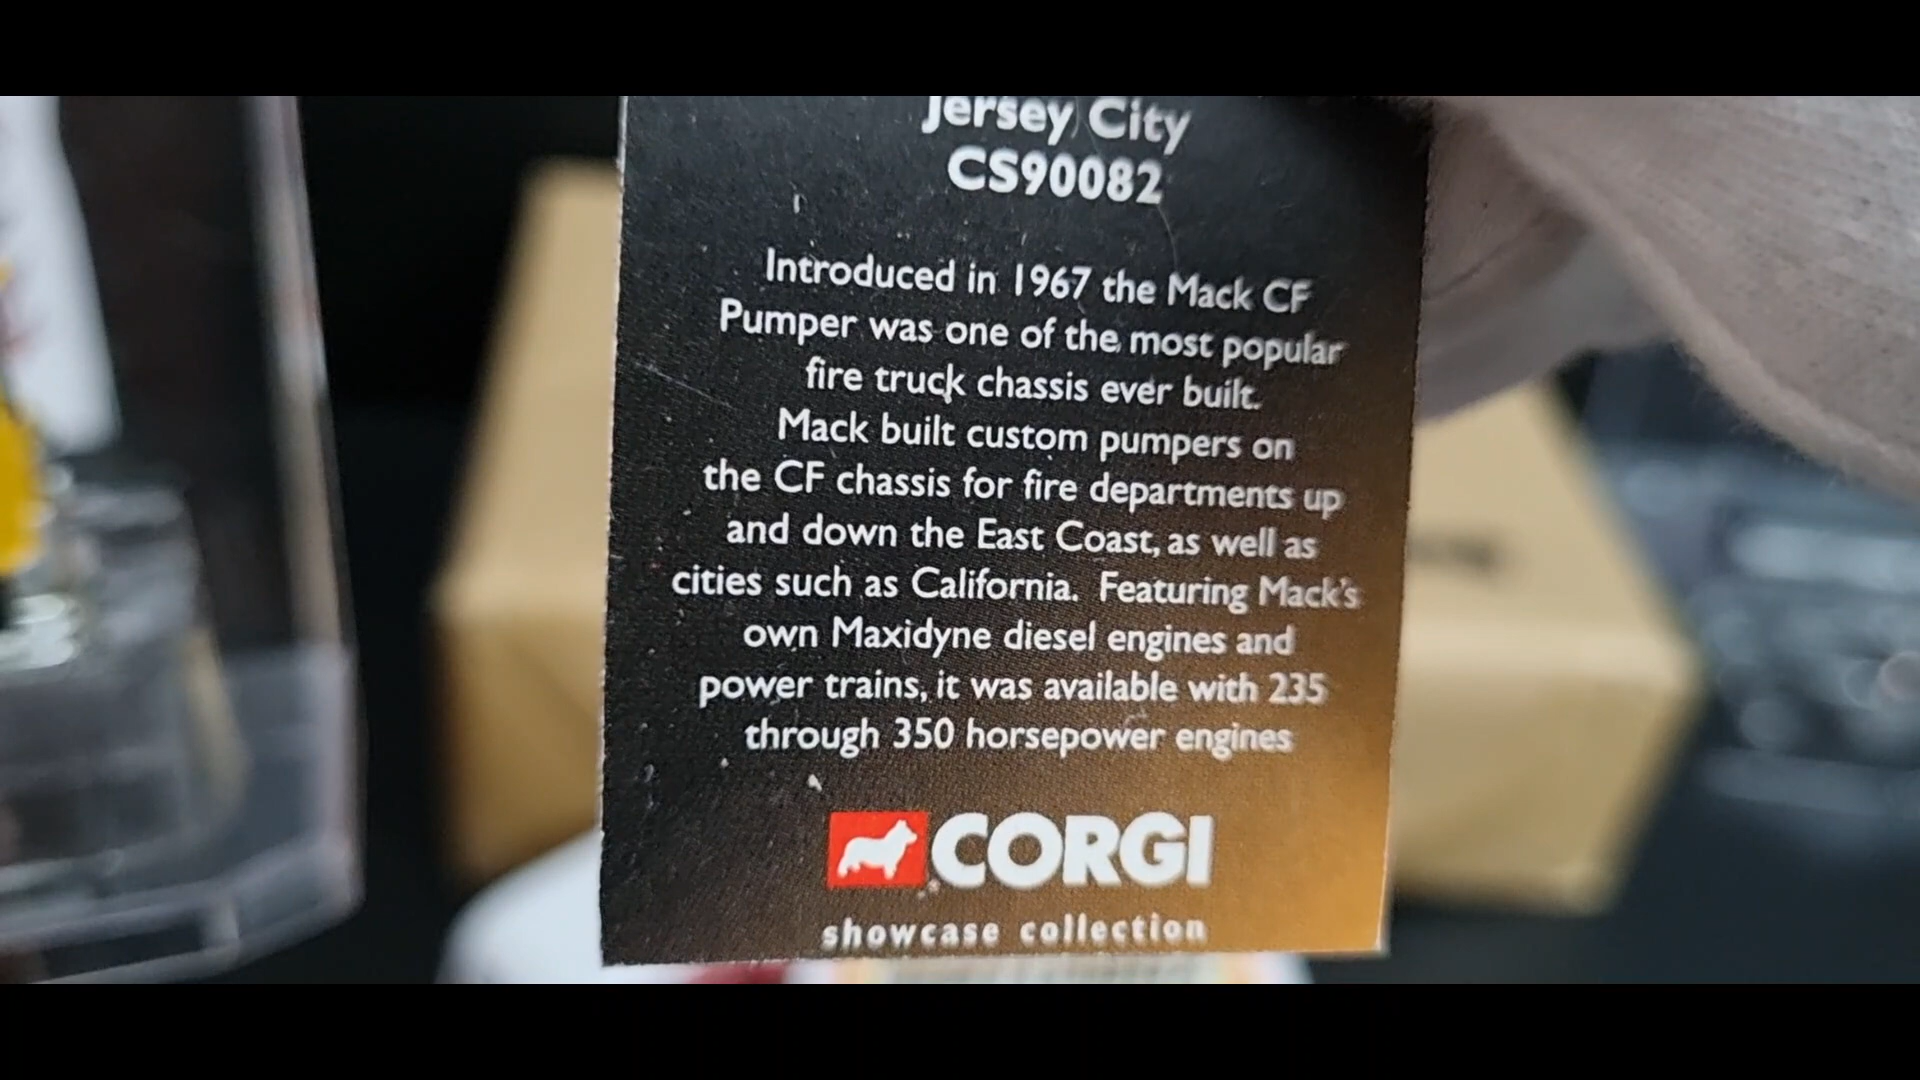 Jersey City
CS90082
Introduced in 1967 the Mack CF
Pumper was one of the most popular
fire truck chassis ever built.
Mack built custom pumpers on
the CF chassis for fire departments up
and down the East Coast, as well as
cities such as California. Featuring Mack's
own Maxidyne diesel engines and
power trains, it was available with 235
through 350 horsepower engines
CORGI
showcase collection